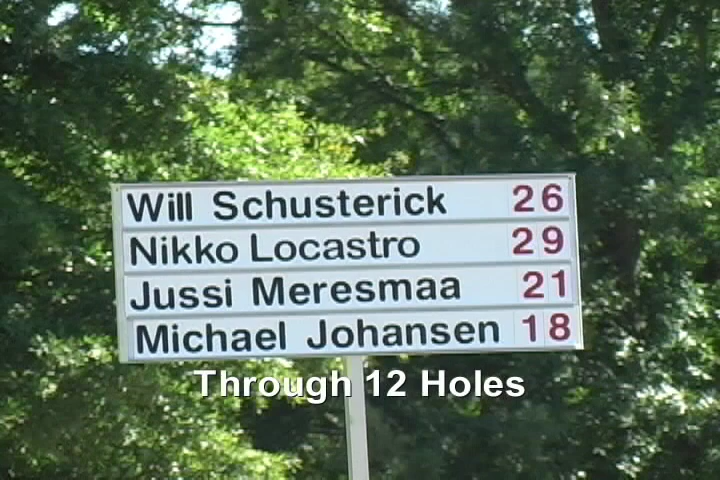 Will Schusterick 26
Nikko Locastro 29
Jussi Meresmaa 21
Michael Johansen 18
Through 12 Holes